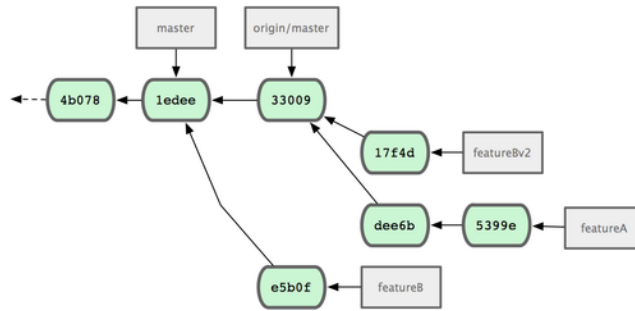 master
origin/master
4b078
1edee
33009
17f4d
featureBv2
dee6b
5399e
featureA
e5b0f
featureB